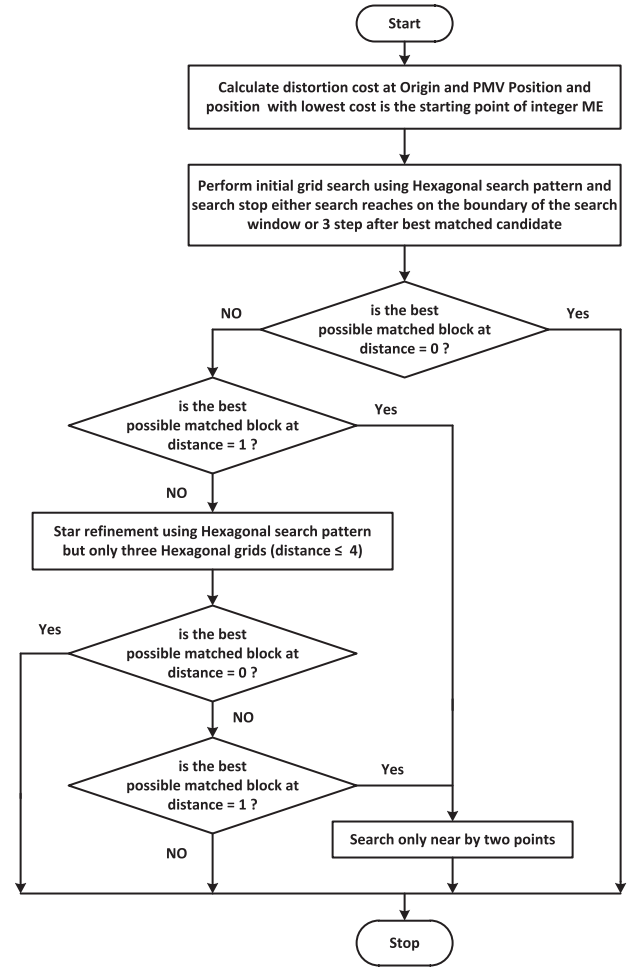 Start
Calculate distortion cost at Origin and PMV Position and
position with lowest cost is the starting point of integer ME
Perform initial grid search using Hexagonal search pattern and
search stop either search reaches on the boundary of the search
window or 3 step after best matched candidate
is the best
possible matched block at
distance = 0 ?
NO
Yes
is the best
possible matched block at
distance = 1 ?
Yes
NO
Star refinement using Hexagonal search pattern
but only three Hexagonal grids (distance ≤ 4)
is the best
possible matched block at
distance = 0 ?
Yes
NO
is the best
possible matched block at
distance = 1 ?
Yes
NO
Search only near by two points
Stop